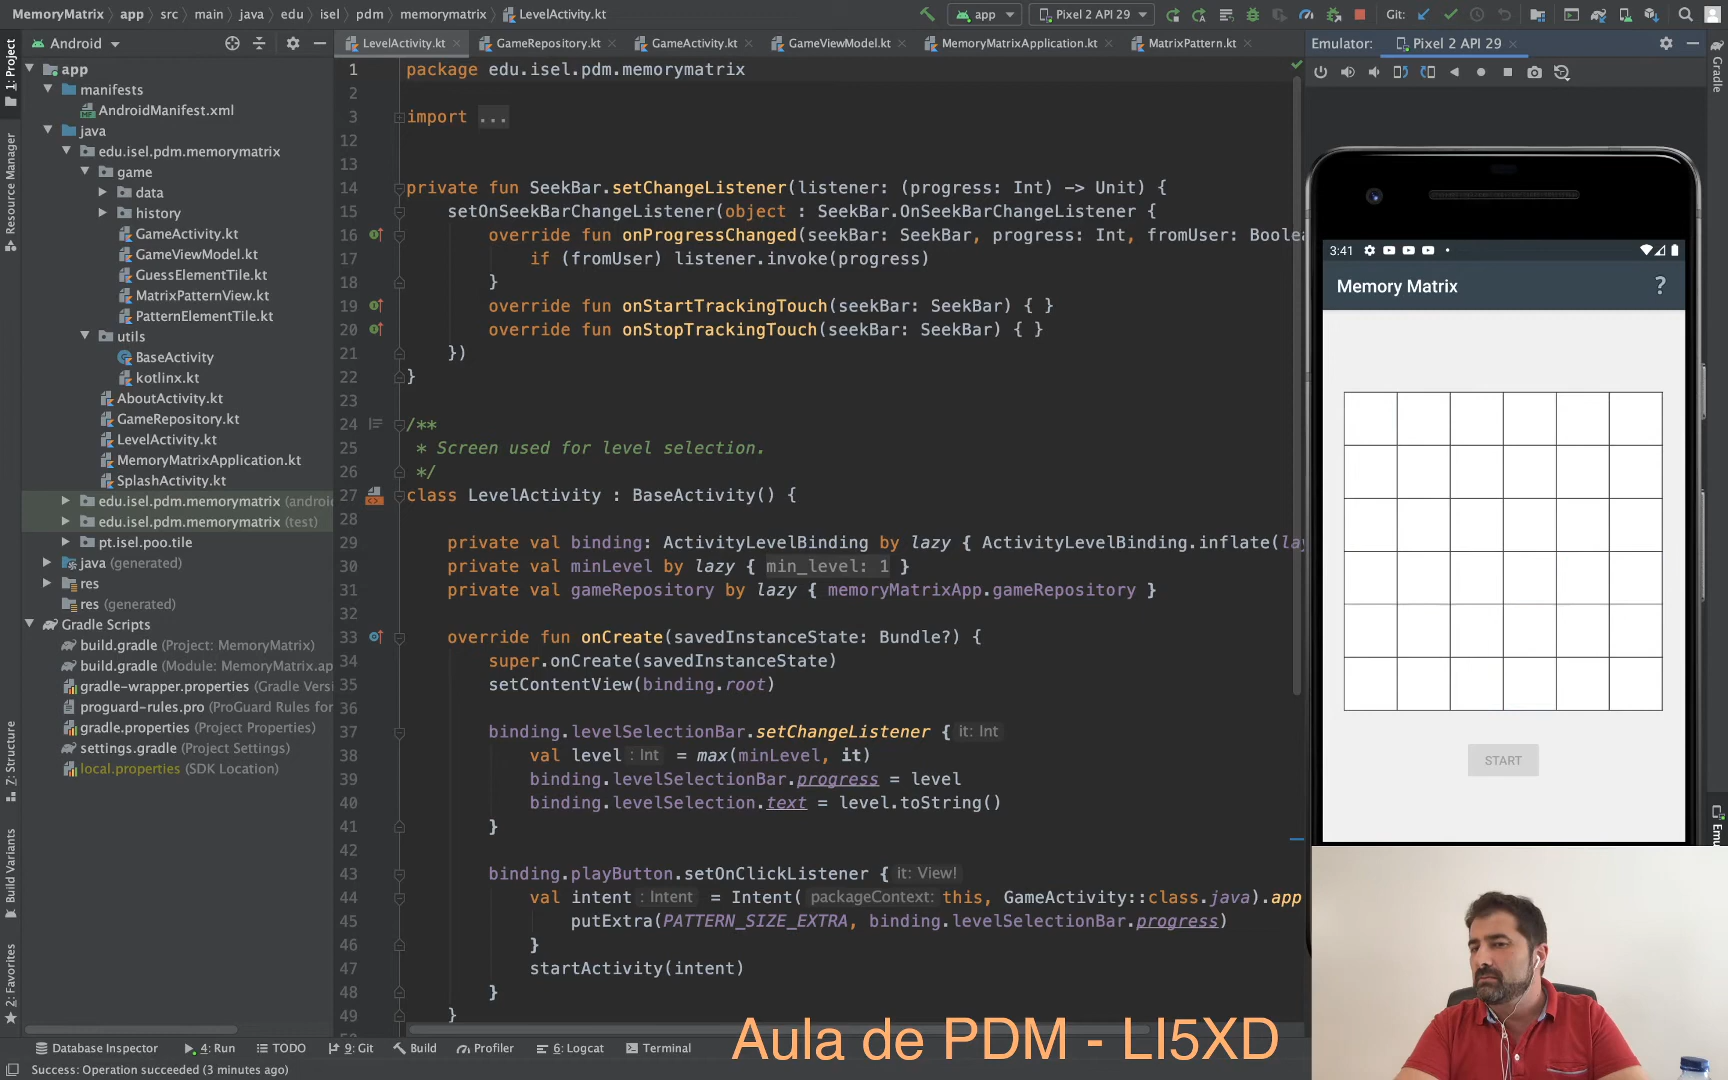 MemoryMatrix app src main java edu isel pdm memorymatrix LevelActivity.kt
app Pixel 2 API 29 Git:
Android
LevelActivity.kt GameRepository.kt GameActivity.kt GameViewModel.kt MemoryMatrixApplication.kt MatrixPattern.kt
Emulator: Pixel 2 API 29
1: Project
Resource Manager
Z: Structure
Build Variants
2: Favorites
Gradle
app
manifests
AndroidManifest.xml
java
edu.isel.pdm.memorymatrix
game
data
history
GameActivity.kt
GameViewModel.kt
GuessElementTile.kt
MatrixPatternView.kt
PatternElementTile.kt
utils
BaseActivity
kotlinx.kt
AboutActivity.kt
GameRepository.kt
LevelActivity.kt
MemoryMatrixApplication.kt
SplashActivity.kt
edu.isel.pdm.memorymatrix (androi
edu.isel.pdm.memorymatrix (test)
pt.isel.poo.tile
java (generated)
res
res (generated)
Gradle Scripts
build.gradle (Project: MemoryMatrix)
build.gradle (Module: MemoryMatrix.ap
gradle-wrapper.properties (Gradle Versi
proguard-rules.pro (ProGuard Rules for
gradle.properties (Project Properties)
settings.gradle (Project Settings)
local.properties (SDK Location)
1 package edu.isel.pdm.memorymatrix
2
3 import ...
12
13
14 private fun SeekBar.setChangeListener(listener: (progress: Int) -> Unit) {
15 setOnSeekBarChangeListener(object : SeekBar.OnSeekBarChangeListener {
16 override fun onProgressChanged(seekBar: SeekBar, progress: Int, fromUser: Boole
17 if (fromUser) listener.invoke(progress)
18 }
19 override fun onStartTrackingTouch(seekBar: SeekBar) { }
20 override fun onStopTrackingTouch(seekBar: SeekBar) { }
21 })
22 }
23
24 /**
25 * Screen used for level selection.
26 */
27 class LevelActivity : BaseActivity() {
28
29 private val binding: ActivityLevelBinding by lazy { ActivityLevelBinding.inflate(la
30 private val minLevel by lazy { min_level: 1 }
31 private val gameRepository by lazy { memoryMatrixApp.gameRepository }
32
33 override fun onCreate(savedInstanceState: Bundle?) {
34 super.onCreate(savedInstanceState)
35 setContentView(binding.root)
36
37 binding.levelSelectionBar.setChangeListener { it: Int
38 val level : Int = max(minLevel, it)
39 binding.levelSelectionBar.progress = level
40 binding.levelSelection.text = level.toString()
41 }
42
43 binding.playButton.setOnClickListener { it: View!
44 val intent : Intent = Intent( packageContext: this, GameActivity::class.java).app
45 putExtra(PATTERN_SIZE_EXTRA, binding.levelSelectionBar.progress)
46 }
47 startActivity(intent)
48 }
49 }
3:41
Memory Matrix ?
START
Aula de PDM - LI5XD
Database Inspector 4: Run TODO 9: Git Build Profiler 6: Logcat Terminal
Success: Operation succeeded (3 minutes ago)